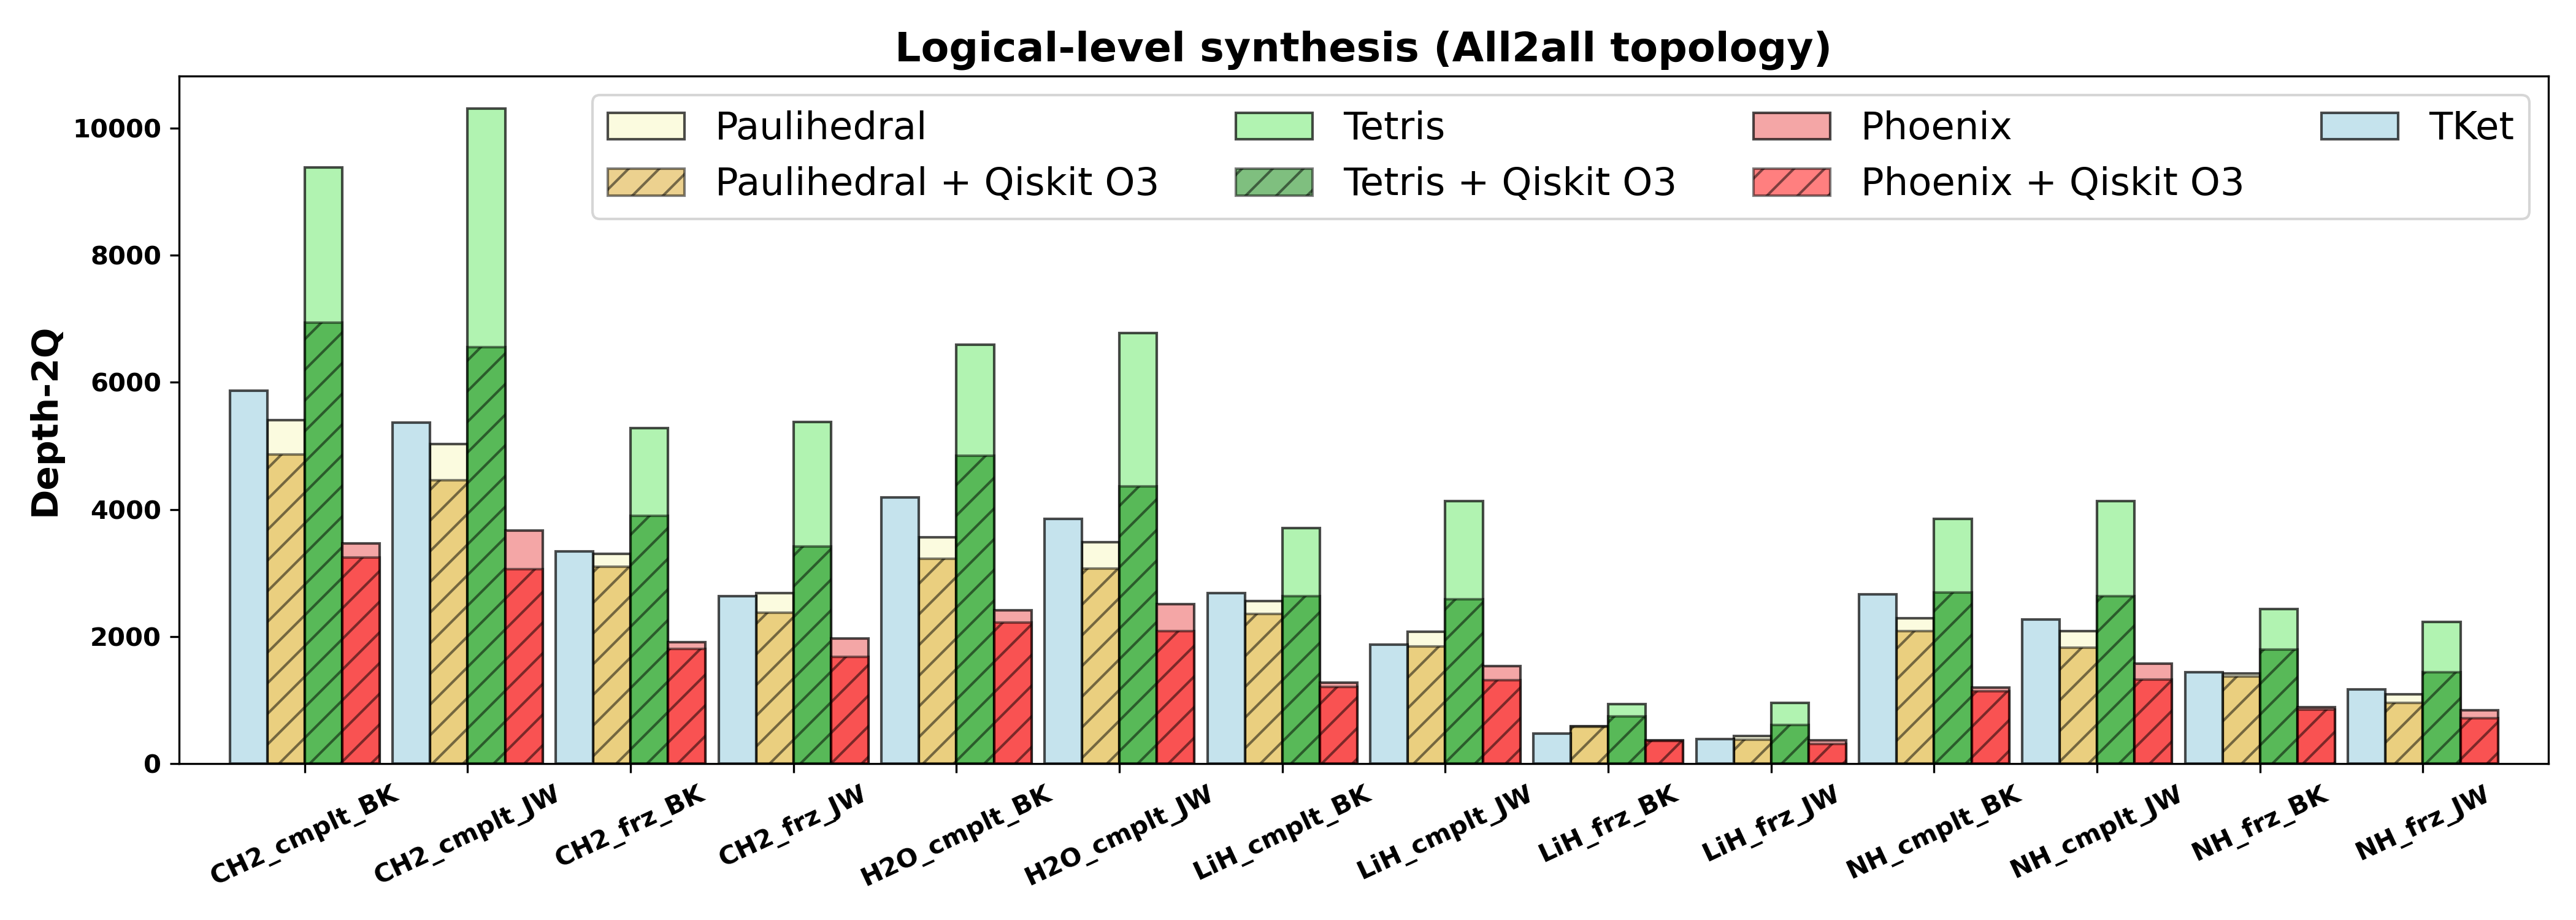 Logical-level synthesis (All2all topology)
Paulihedral
Paulihedral + Qiskit O3
Tetris
Tetris + Qiskit O3
Phoenix
Phoenix + Qiskit O3
TKet
Depth-2Q
10000
8000
6000
4000
2000
0
CH2_cmplt_BK
CH2_cmplt_JW
CH2_frz_BK
CH2_frz_JW
H2O_cmplt_BK
H2O_cmplt_JW
LiH_cmplt_BK
LiH_cmplt_JW
LiH_frz_BK
LiH_frz_JW
NH_cmplt_BK
NH_cmplt_JW
NH_frz_BK
NH_frz_JW